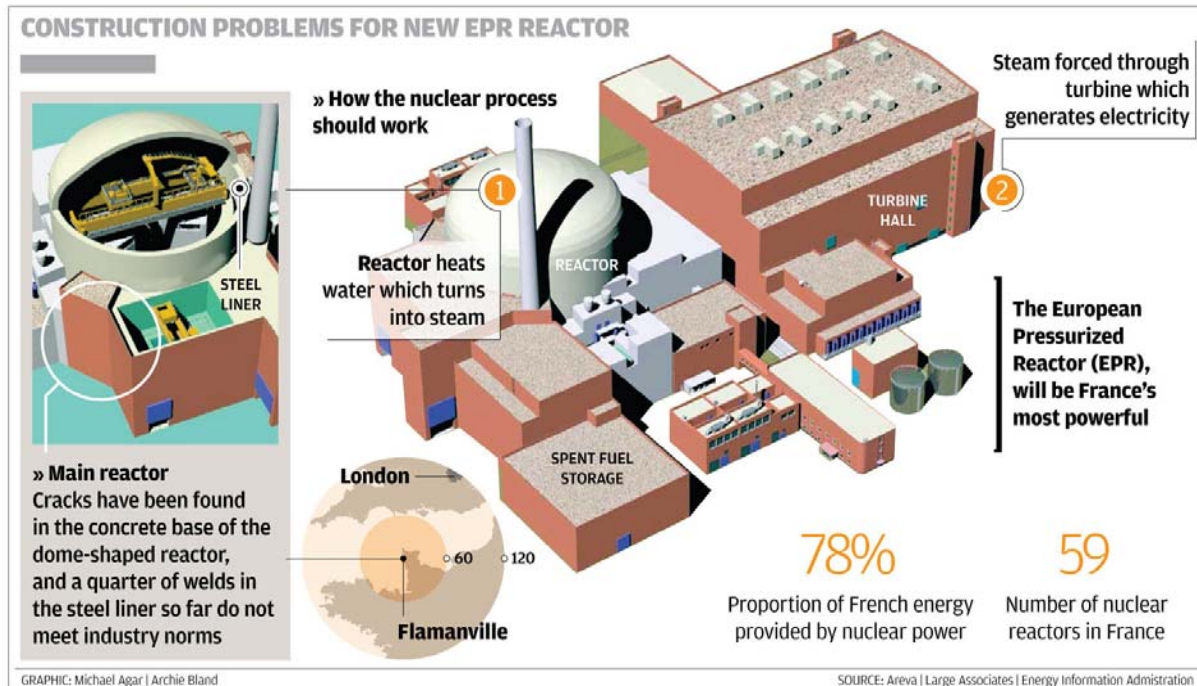 CONSTRUCTION PROBLEMS FOR NEW EPR REACTOR
» How the nuclear process
should work
Steam forced through
turbine which
generates electricity
1
2
STEEL
LINER
Reactor heats
water which turns
into steam
REACTOR
TURBINE
HALL
The European
Pressurized
Reactor (EPR),
will be France's
most powerful
» Main reactor
Cracks have been found
in the concrete base of the
dome-shaped reactor,
and a quarter of welds in
the steel liner so far do not
meet industry norms
London
60
120
Flamanville
SPENT FUEL
STORAGE
78%
Proportion of French energy
provided by nuclear power
59
Number of nuclear
reactors in France
GRAPHIC: Michael Agar | Archie Bland
SOURCE: Areva | Large Associates | Energy Information Admistration